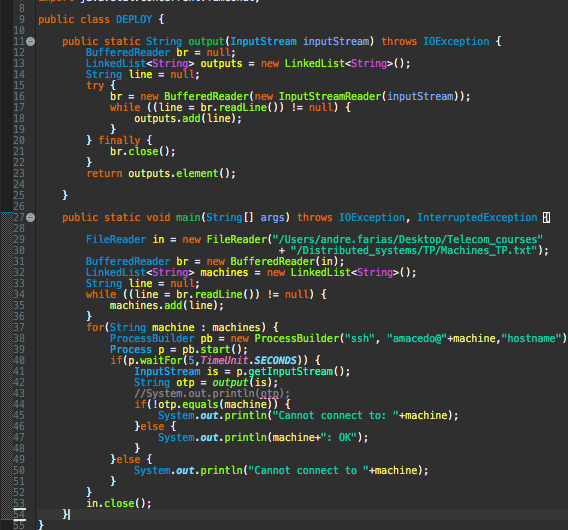 8
9 public class DEPLOY {
10
11 public static String output(InputStream inputStream) throws IOException {
12 BufferedReader br = null;
13 LinkedList<String> outputs = new LinkedList<String>();
14 String line = null;
15 try {
16 br = new BufferedReader(new InputStreamReader(inputStream));
17 while ((line = br.readLine()) != null) {
18 outputs.add(line);
19 }
20 } finally {
21 br.close();
22 }
23 return outputs.element();
24
25 }
26
27 public static void main(String[] args) throws IOException, InterruptedException {
28
29 FileReader in = new FileReader("/Users/andre.farias/Desktop/Telecom_courses"
30 + "/Distributed_systems/TP/Machines_TP.txt");
31 BufferedReader br = new BufferedReader(in);
32 LinkedList<String> machines = new LinkedList<String>();
33 String line = null;
34 while ((line = br.readLine()) != null) {
35 machines.add(line);
36 }
37 for(String machine : machines) {
38 ProcessBuilder pb = new ProcessBuilder("ssh", "amacedo@"+machine,"hostname")
39 Process p = pb.start();
40 if(p.waitFor(5,TimeUnit.SECONDS)) {
41 InputStream is = p.getInputStream();
42 String otp = output(is);
43 //System.out.println(otp);
44 if(!otp.equals(machine)) {
45 System.out.println("Cannot connect to: "+machine);
46 }else {
47 System.out.println(machine+": OK");
48 }
49 }else {
50 System.out.println("Cannot connect to "+machine);
51 }
52 }
53 in.close();
54 }
55 }